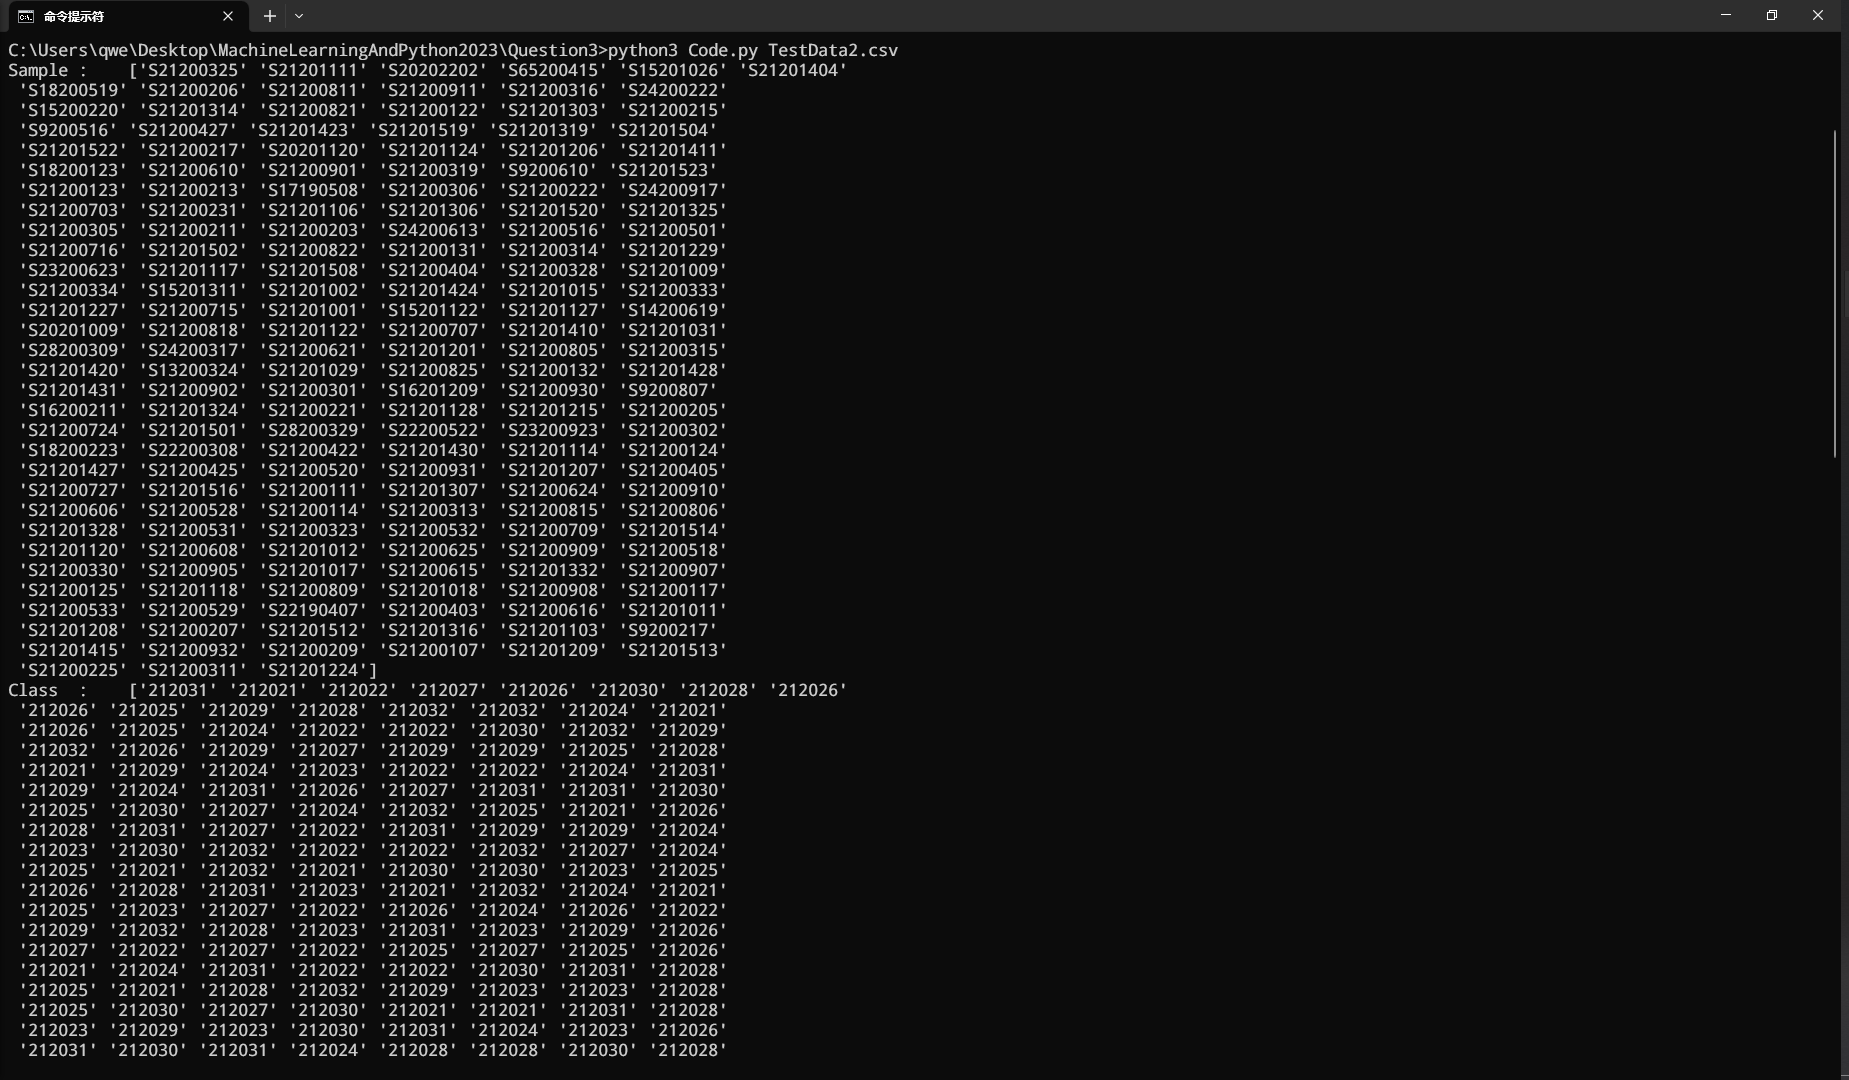 命令提示符
C:\Users\qwe\Desktop\MachineLearningAndPython2023\Question3>python3 Code.py TestData2.csv
Sample :    ['S21200325' 'S21201111' 'S20202202' 'S65200415' 'S15201026' 'S21201404'
'S18200519' 'S21200206' 'S21200811' 'S21200911' 'S21200316' 'S24200222'
'S15200220' 'S21201314' 'S21200821' 'S21200122' 'S21201303' 'S21200215'
'S9200516' 'S21200427' 'S21201423' 'S21201519' 'S21201319' 'S21201504'
'S21201522' 'S21200217' 'S20201120' 'S21201124' 'S21201206' 'S21201411'
'S18200123' 'S21200610' 'S21200901' 'S21200319' 'S9200610' 'S21201523'
'S21200123' 'S21200213' 'S17190508' 'S21200306' 'S21200222' 'S24200917'
'S21200703' 'S21200231' 'S21201106' 'S21201306' 'S21201520' 'S21201325'
'S21200305' 'S21200211' 'S21200203' 'S24200613' 'S21200516' 'S21200501'
'S21200716' 'S21201502' 'S21200822' 'S21200131' 'S21200314' 'S21201229'
'S23200623' 'S21201117' 'S21201508' 'S21200404' 'S21200328' 'S21201009'
'S21200334' 'S15201311' 'S21201002' 'S21201424' 'S21201015' 'S21200333'
'S21201227' 'S21200715' 'S21201001' 'S15201122' 'S21201127' 'S14200619'
'S20201009' 'S21200818' 'S21201122' 'S21200707' 'S21201410' 'S21201031'
'S28200309' 'S24200317' 'S21200621' 'S21201201' 'S21200805' 'S21200315'
'S21201420' 'S13200324' 'S21201029' 'S21200825' 'S21200132' 'S21201428'
'S21201431' 'S21200902' 'S21200301' 'S16201209' 'S21200930' 'S9200807'
'S16200211' 'S21201324' 'S21200221' 'S21201128' 'S21201215' 'S21200205'
'S21200724' 'S21201501' 'S28200329' 'S22200522' 'S23200923' 'S21200302'
'S18200223' 'S22200308' 'S21200422' 'S21201430' 'S21201114' 'S21200124'
'S21201427' 'S21200425' 'S21200520' 'S21200931' 'S21201207' 'S21200405'
'S21200727' 'S21201516' 'S21200111' 'S21201307' 'S21200624' 'S21200910'
'S21200606' 'S21200528' 'S21200114' 'S21200313' 'S21200815' 'S21200806'
'S21201328' 'S21200531' 'S21200323' 'S21200532' 'S21200709' 'S21201514'
'S21201120' 'S21200608' 'S21201012' 'S21200625' 'S21200909' 'S21200518'
'S21200330' 'S21200905' 'S21201017' 'S21200615' 'S21201332' 'S21200907'
'S21200125' 'S21201118' 'S21200809' 'S21201018' 'S21200908' 'S21200117'
'S21200533' 'S21200529' 'S22190407' 'S21200403' 'S21200616' 'S21201011'
'S21201208' 'S21200207' 'S21201512' 'S21201316' 'S21201103' 'S9200217'
'S21201415' 'S21200932' 'S21200209' 'S21200107' 'S21201209' 'S21201513'
'S21200225' 'S21200311' 'S21201224']
Class  :    ['212031' '212021' '212022' '212027' '212026' '212030' '212028' '212026'
'212026' '212025' '212029' '212028' '212032' '212032' '212024' '212021'
'212026' '212025' '212024' '212022' '212022' '212030' '212032' '212029'
'212032' '212026' '212029' '212027' '212029' '212029' '212025' '212028'
'212021' '212029' '212024' '212023' '212022' '212022' '212024' '212031'
'212029' '212024' '212031' '212026' '212027' '212031' '212031' '212030'
'212025' '212030' '212027' '212024' '212032' '212025' '212021' '212026'
'212028' '212031' '212027' '212022' '212031' '212029' '212029' '212024'
'212023' '212030' '212032' '212022' '212022' '212032' '212027' '212024'
'212025' '212021' '212032' '212021' '212030' '212030' '212023' '212025'
'212026' '212028' '212031' '212023' '212021' '212032' '212024' '212021'
'212025' '212023' '212027' '212022' '212026' '212024' '212026' '212022'
'212029' '212032' '212028' '212023' '212031' '212023' '212029' '212026'
'212027' '212022' '212027' '212022' '212025' '212027' '212025' '212026'
'212021' '212024' '212031' '212022' '212022' '212030' '212031' '212028'
'212025' '212021' '212028' '212032' '212029' '212023' '212023' '212028'
'212025' '212030' '212027' '212030' '212021' '212021' '212031' '212028'
'212023' '212029' '212023' '212030' '212031' '212024' '212023' '212026'
'212031' '212030' '212031' '212024' '212028' '212028' '212030' '212028'